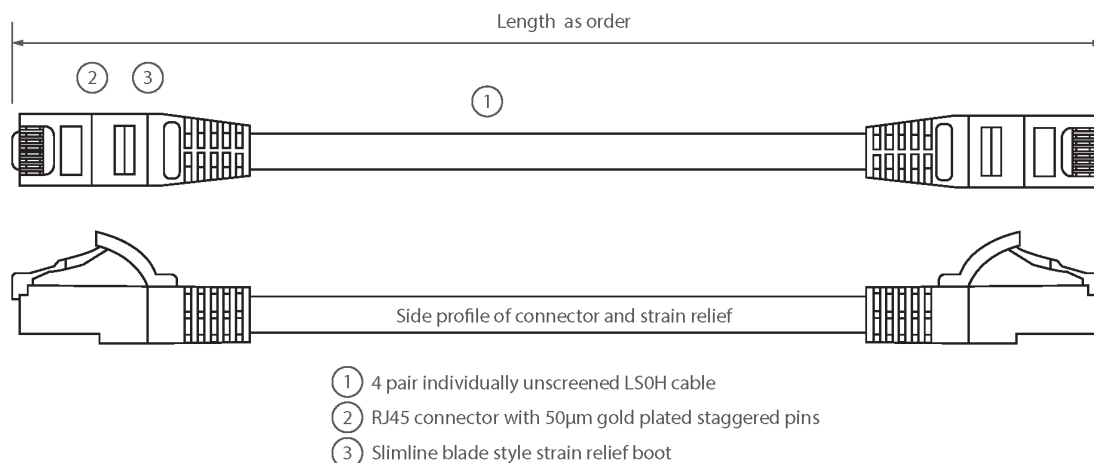 Length as order
2 3
1
Side profile of connector and strain relief
1 4 pair individually unscreened LS0H cable
2 RJ45 connector with 50µm gold plated staggered pins
3 Slimline blade style strain relief boot